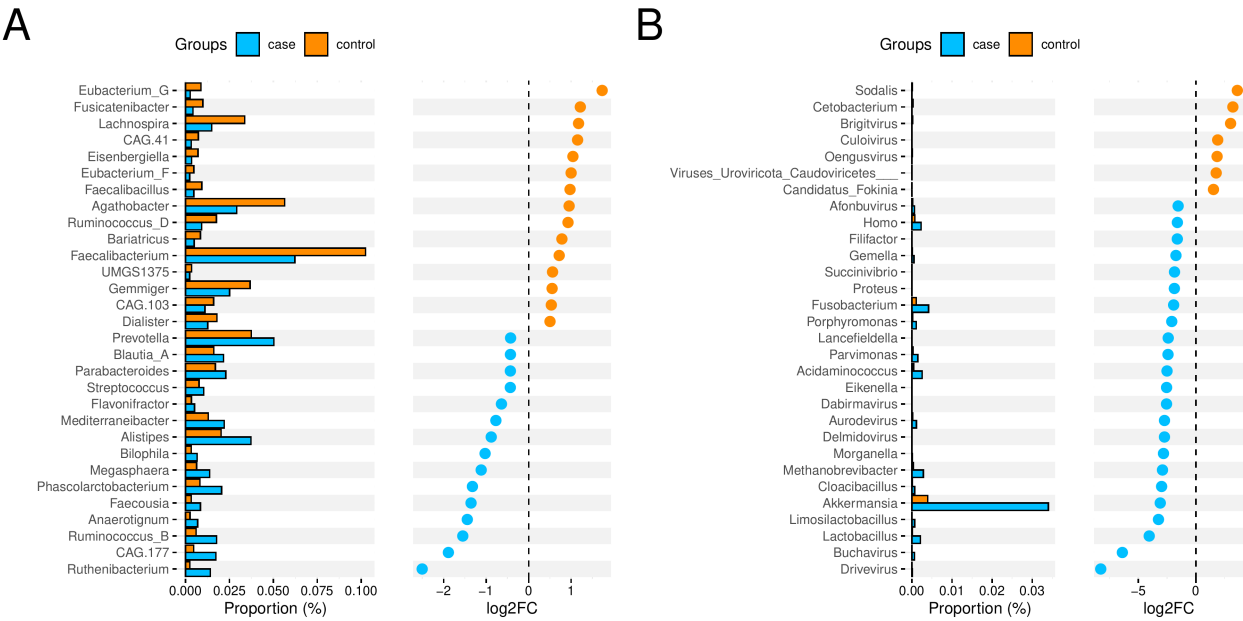 A
Groups case control
Eubacterium_G
Fusicatenibacter
Lachnospira
CAG.41
Eisenbergiella
Eubacterium_F
Faecalibacillus
Agathobacter
Ruminococcus_D
Bariatricus
Faecalibacterium
UMGS1375
Gemmiger
CAG.103
Dialister
Prevotella
Blautia_A
Parabacteroides
Streptococcus
Flavonifractor
Mediterraneibacter
Alistipes
Bilophila
Megasphaera
Phascolarctobacterium
Faecousia
Anaerotignum
Ruminococcus_B
CAG.177
Ruthenibacterium
0.000 0.025 0.050 0.075 0.100
Proportion (%)
−2 −1 0 1
log2FC
B
Groups case control
Sodalis
Cetobacterium
Brigitvirus
Culoivirus
Oengusvirus
Viruses_Uroviricota_Caudoviricetes___
Candidatus_Fokinia
Afonbuvirus
Homo
Filifactor
Gemella
Succinivibrio
Proteus
Fusobacterium
Porphyromonas
Lancefieldella
Parvimonas
Acidaminococcus
Eikenella
Dabirmavirus
Aurodevirus
Delmidovirus
Morganella
Methanobrevibacter
Cloacibacillus
Akkermansia
Limosilactobacillus
Lactobacillus
Buchavirus
Drivevirus
0.00 0.01 0.02 0.03
Proportion (%)
−5 0
log2FC